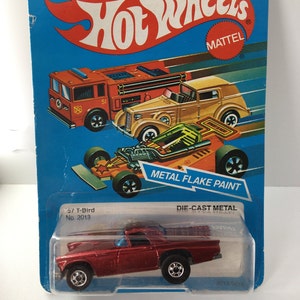 HOT WHEELS
MATTEL
METAL FLAKE PAINT
'57 T-Bird
DIE-CAST METAL
No. 2013